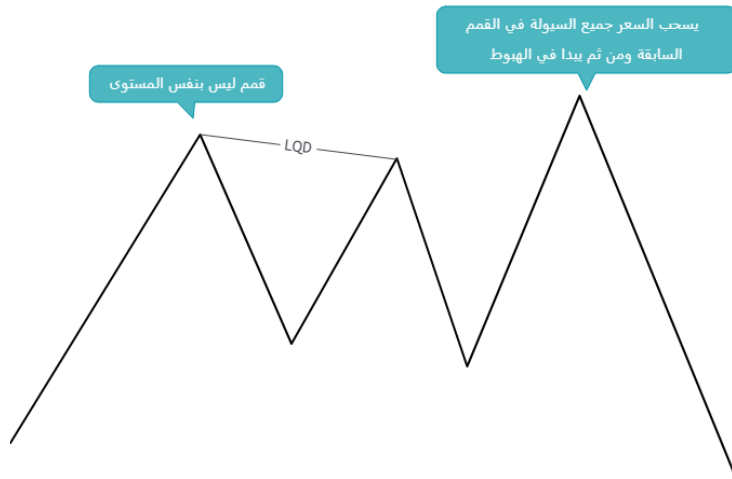 يسحب السعر جميع السيولة في القمم
السابقة ومن ثم يبدا في الهبوط
قمم ليس بنفس المستوى
LQD